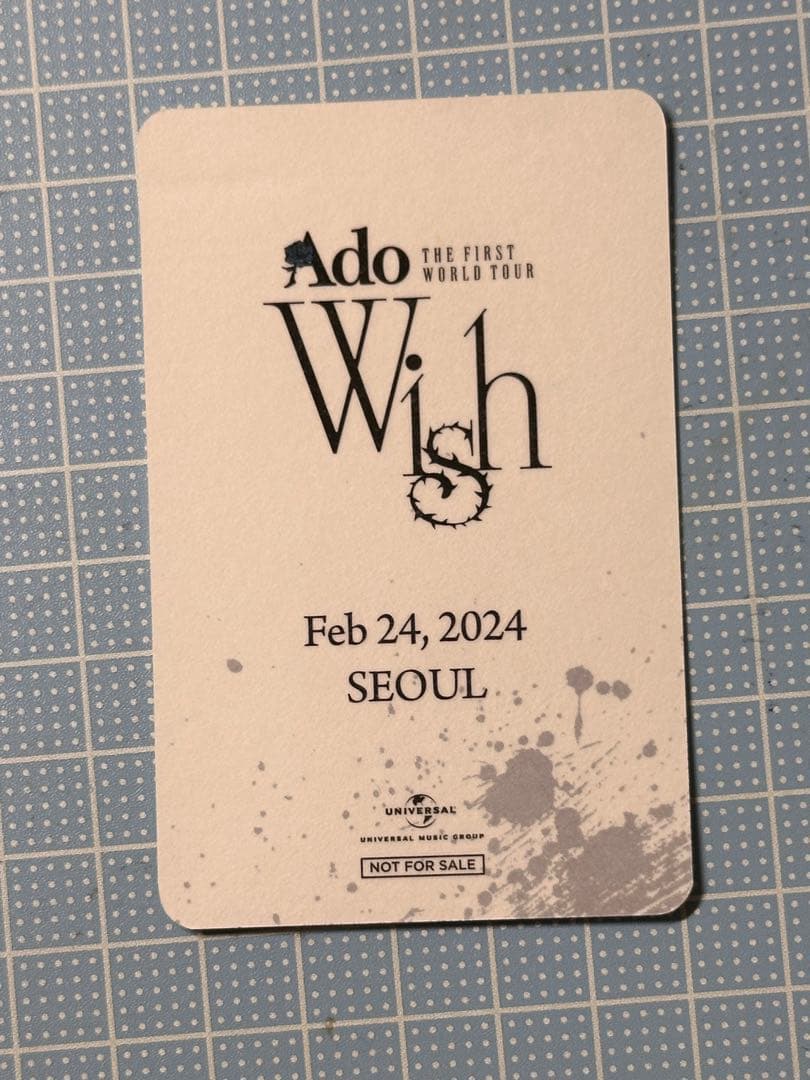 Ado THE FIRST
WORLD TOUR
Wish
Feb 24, 2024
SEOUL
UNIVERSAL
UNIVERSAL MUSIC GROUP
NOT FOR SALE